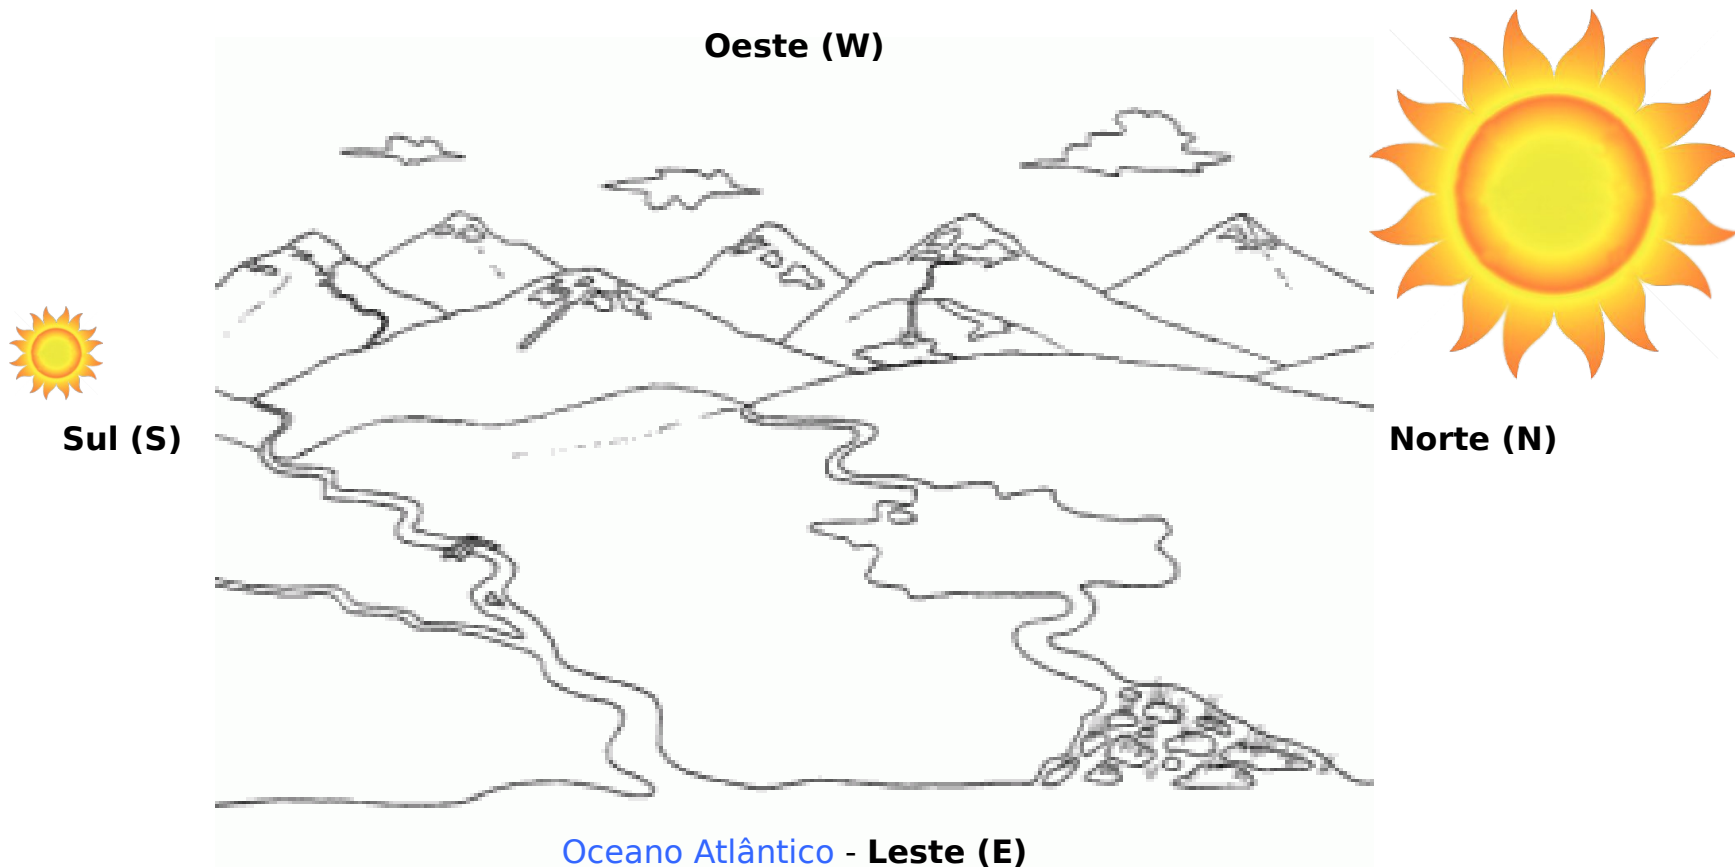 Oeste (W)
Sul (S)
Norte (N)
Oceano Atlântico - Leste (E)